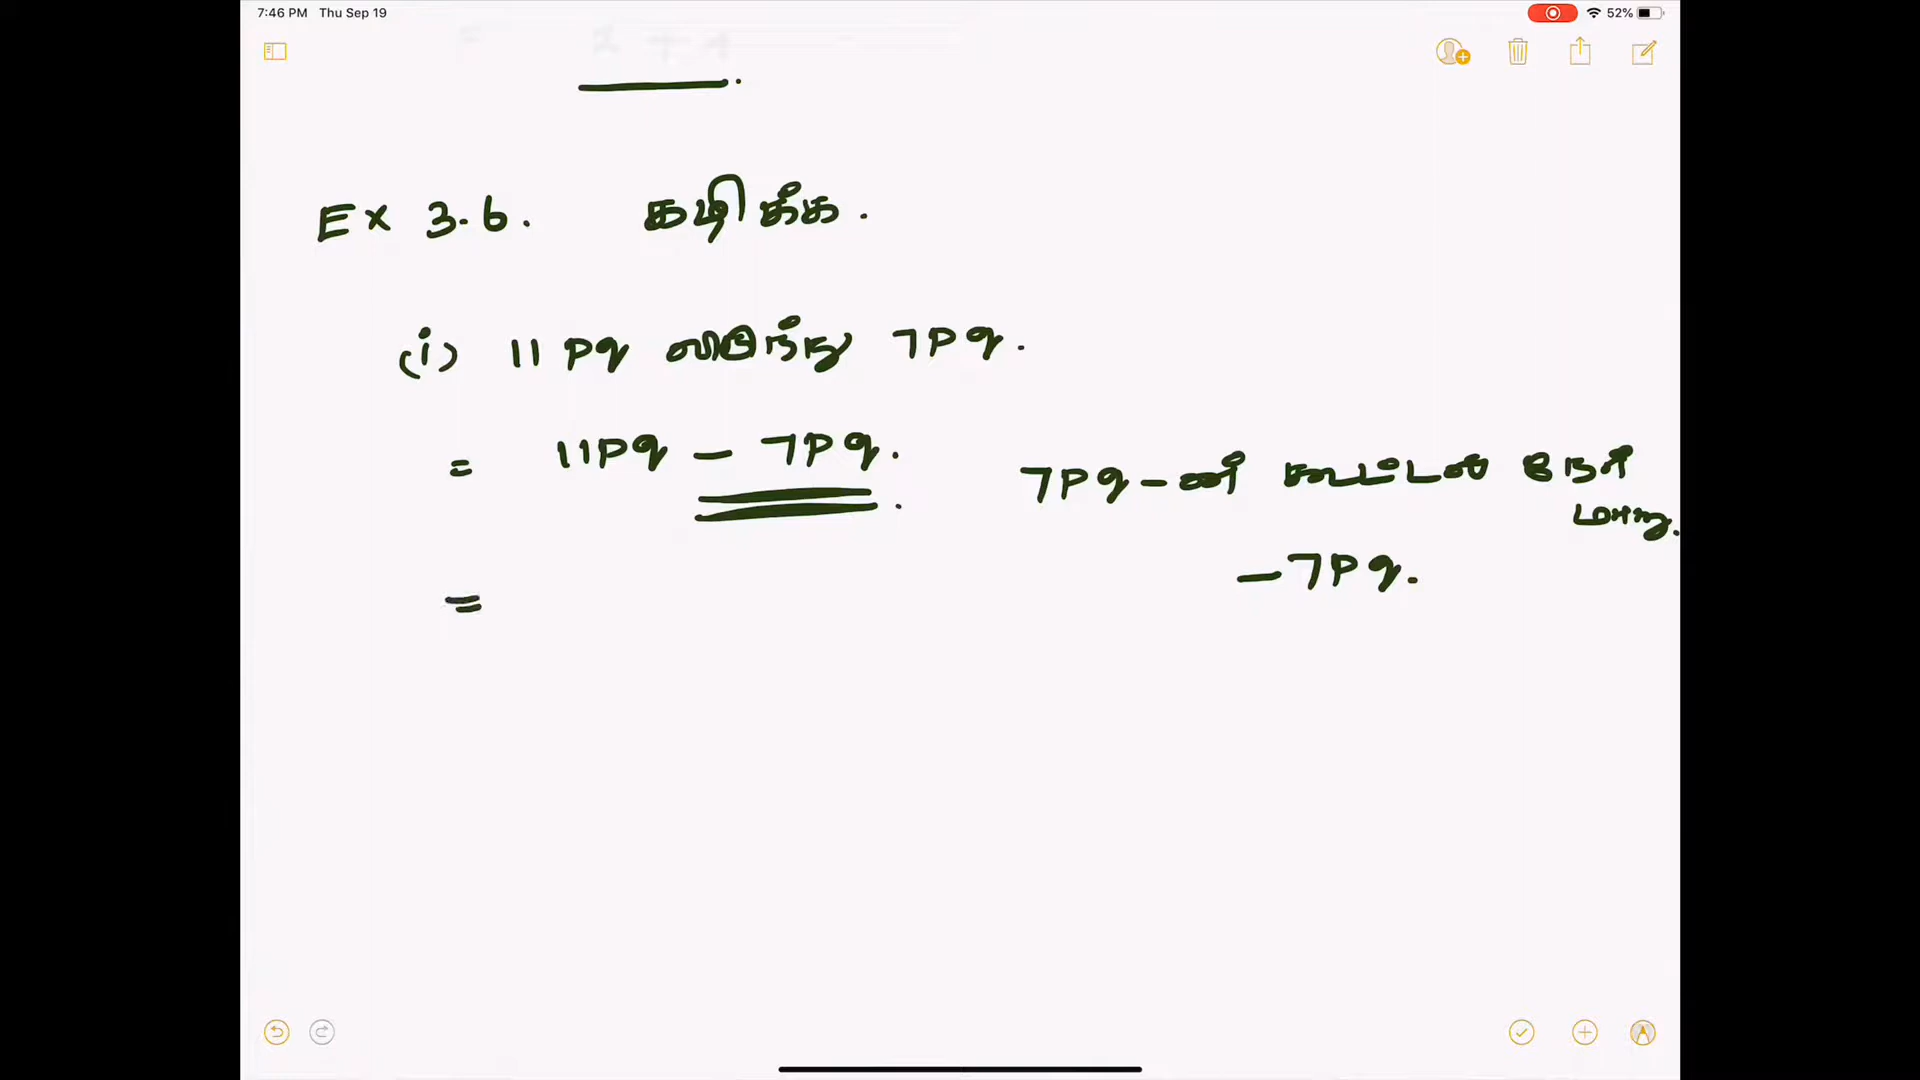 7:46 PM Thu Sep 19
52%
Ex 3.6. கழிக்க.
(i) 11pq லிருந்து 7pq.
= 11pq - 7pq.
7pq-ன் கூட்டல் நேர்
மாறு.
-7pq.
=